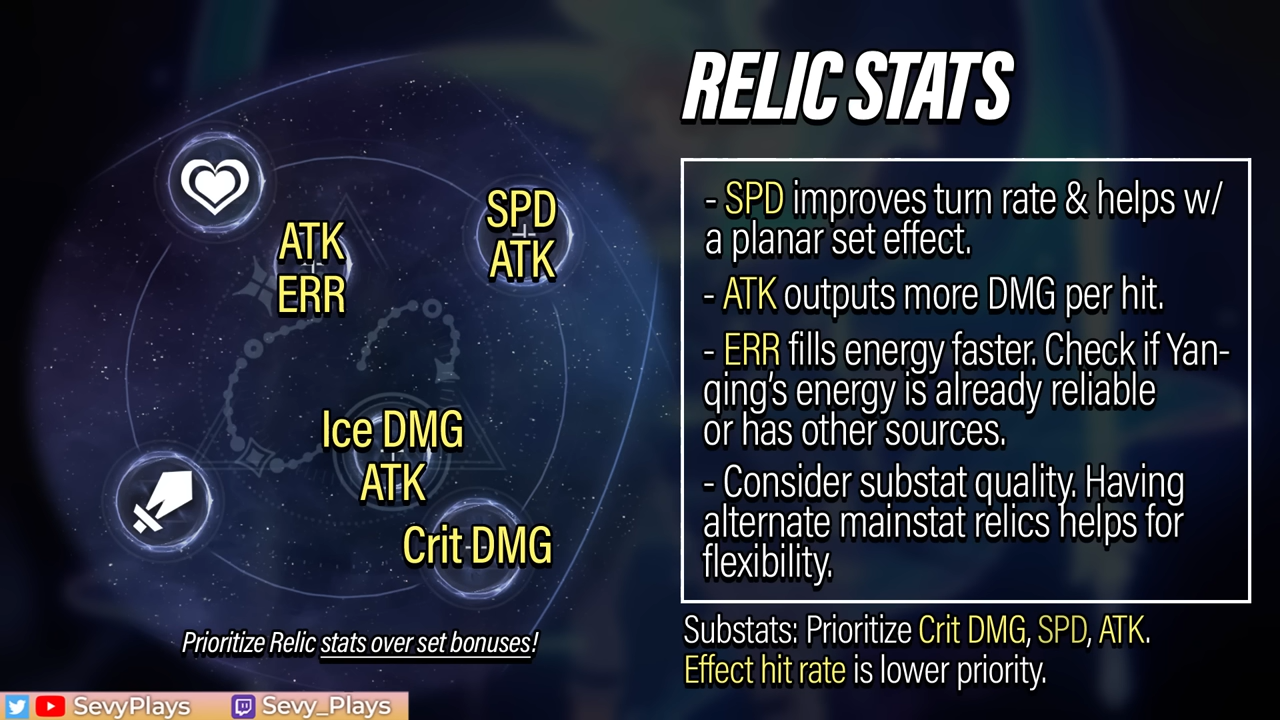 RELIC STATS
SPD
ATK
ATK
ERR
Ice DMG
ATK
Crit DMG
Prioritize Relic stats over set bonuses!
- SPD improves turn rate & helps w/
a planar set effect.
- ATK outputs more DMG per hit.
- ERR fills energy faster. Check if Yan-
qing's energy is already reliable
or has other sources.
- Consider substat quality. Having
alternate mainstat relics helps for
flexibility.
Substats: Prioritize Crit DMG, SPD, ATK.
Effect hit rate is lower priority.
SevyPlays
Sevy_Plays